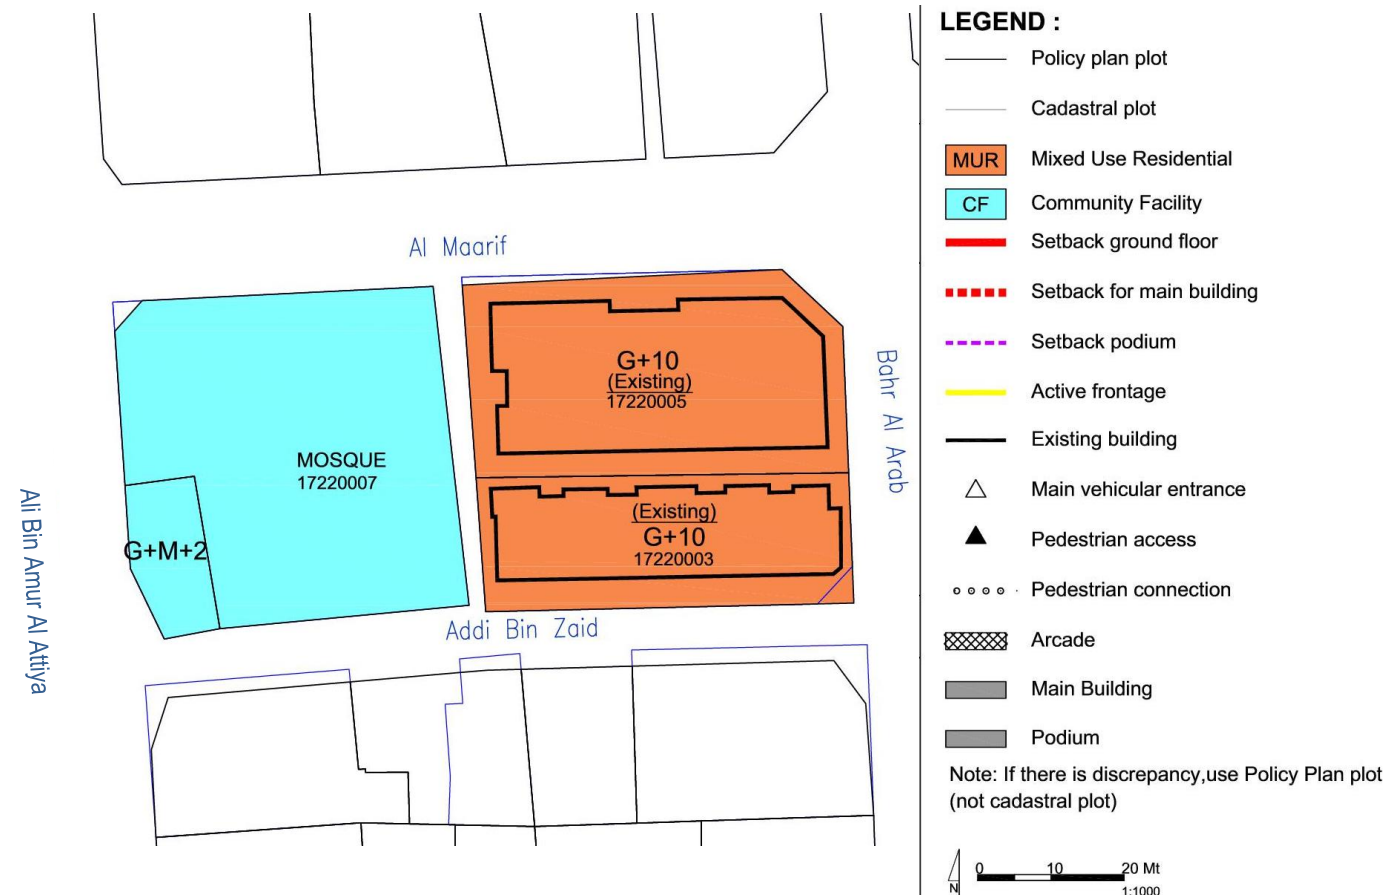 Al Maarif
G+10
(Existing)
17220005
Bahr Al Arab
MOSQUE
17220007
(Existing)
G+10
17220003
G+M+2
Ali Bin Amur Al Attiya
Addi Bin Zaid
LEGEND :
Policy plan plot
Cadastral plot
MUR Mixed Use Residential
CF Community Facility
Setback ground floor
Setback for main building
Setback podium
Active frontage
Existing building
Main vehicular entrance
Pedestrian access
Pedestrian connection
Arcade
Main Building
Podium
Note: If there is discrepancy,use Policy Plan plot
(not cadastral plot)
N
0 10 20 Mt
1:1000